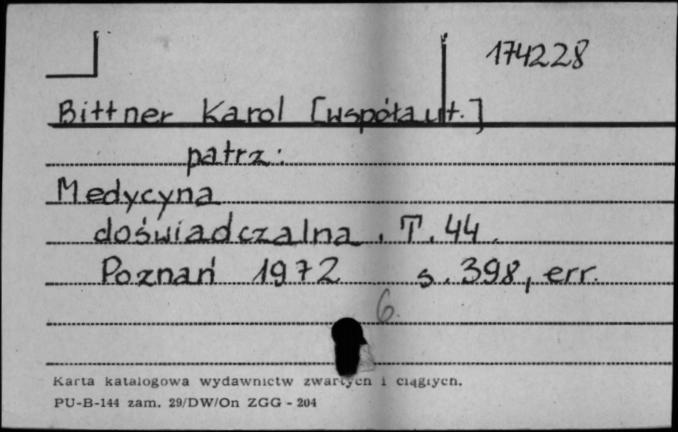 174228
Bittner Karol [współaut.]
patrz:
Medycyna
doświadczalna. T. 44.
Poznań 1972 s. 398, err.
6.
Karta katalogowa wydawnictw zwartych i ciągłych.
PU-B-144 zam. 29/DW/On ZGG - 204